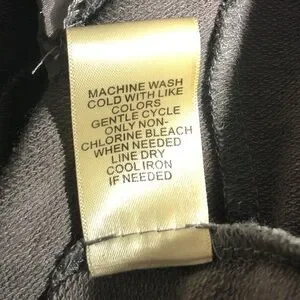 MACHINE WASH
COLD WITH LIKE
COLORS
GENTLE CYCLE
ONLY NON-
CHLORINE BLEACH
WHEN NEEDED
LINE DRY
COOL IRON
IF NEEDED